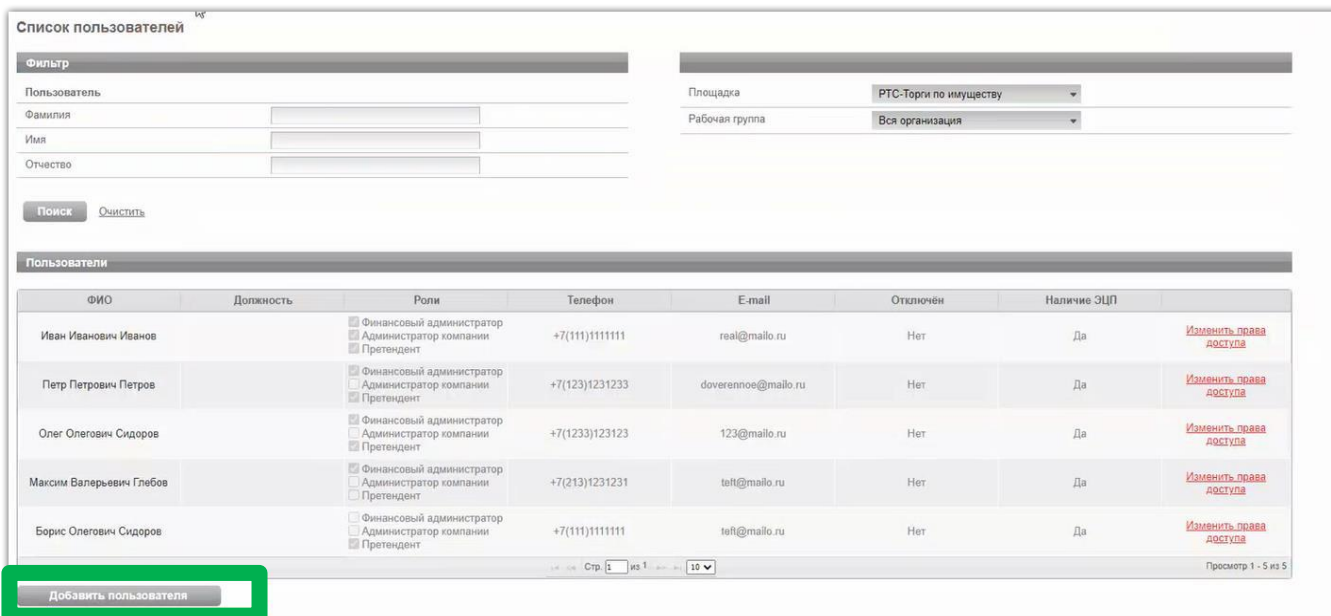 Список пользователей
Фильтр
Пользователь
Фамилия
Имя
Отчество
Площадка РТС-Торги по имуществу
Рабочая группа Вся организация
Поиск Очистить
Пользователи
ФИО Должность Роли Телефон E-mail Отключён Наличие ЭЦП
Финансовый администратор
Иван Иванович Иванов Администратор компании +7(111)1111111 real@mailo.ru Нет Да Изменить права доступа
Претендент
Финансовый администратор
Петр Петрович Петров Администратор компании +7(123)1231233 doverennoe@mailo.ru Нет Да Изменить права доступа
Претендент
Финансовый администратор
Олег Олегович Сидоров Администратор компании +7(1233)123123 123@mailo.ru Нет Да Изменить права доступа
Претендент
Финансовый администратор
Максим Валерьевич Глебов Администратор компании +7(213)1231231 teft@mailo.ru Нет Да Изменить права доступа
Претендент
Финансовый администратор
Борис Олегович Сидоров Администратор компании +7(111)1111111 teft@mailo.ru Нет Да Изменить права доступа
Претендент
Стр. 1 из 1 10 Просмотр 1 - 5 из 5
Добавить пользователя